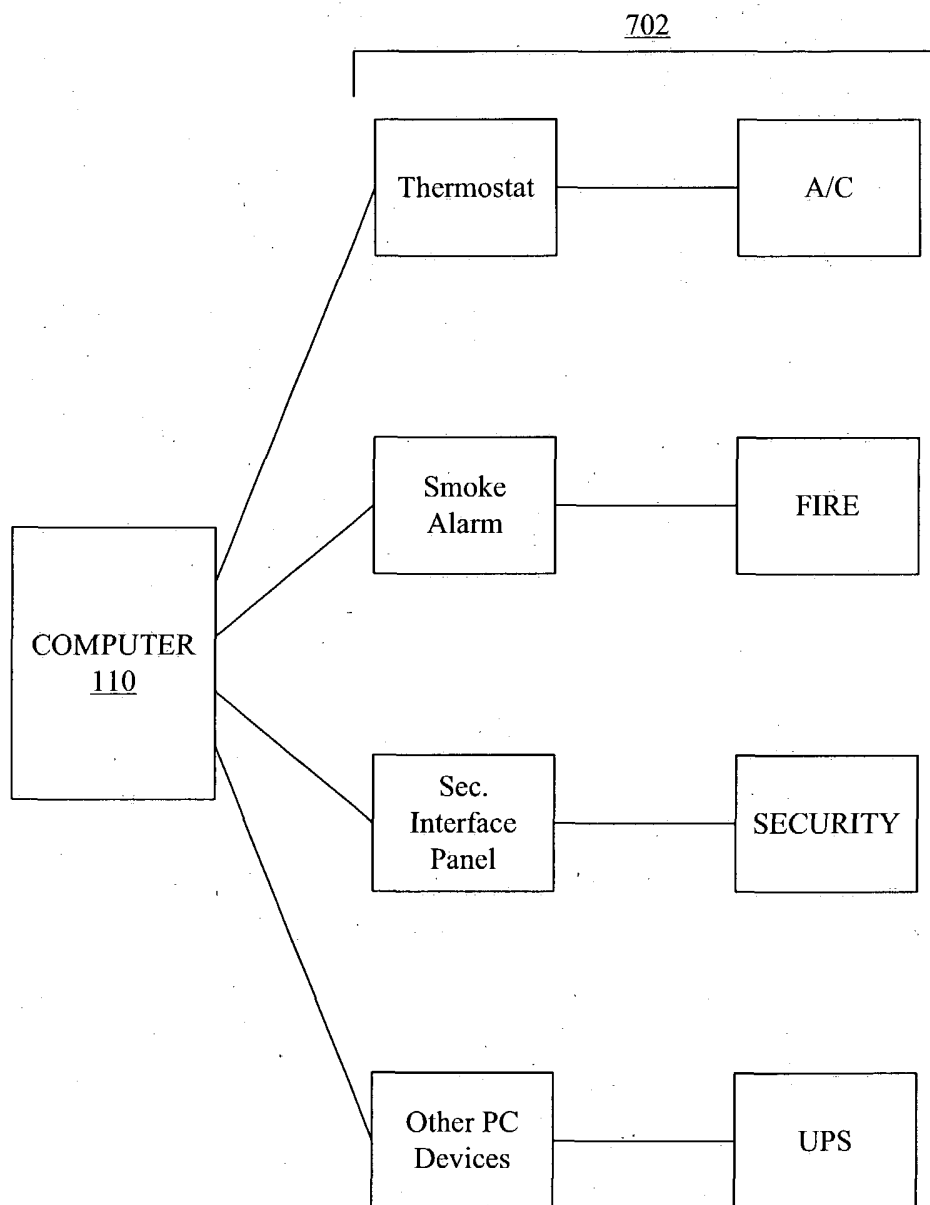 702
Thermostat
A/C
Smoke
Alarm
FIRE
COMPUTER
110
Sec.
Interface
Panel
SECURITY
Other PC
Devices
UPS